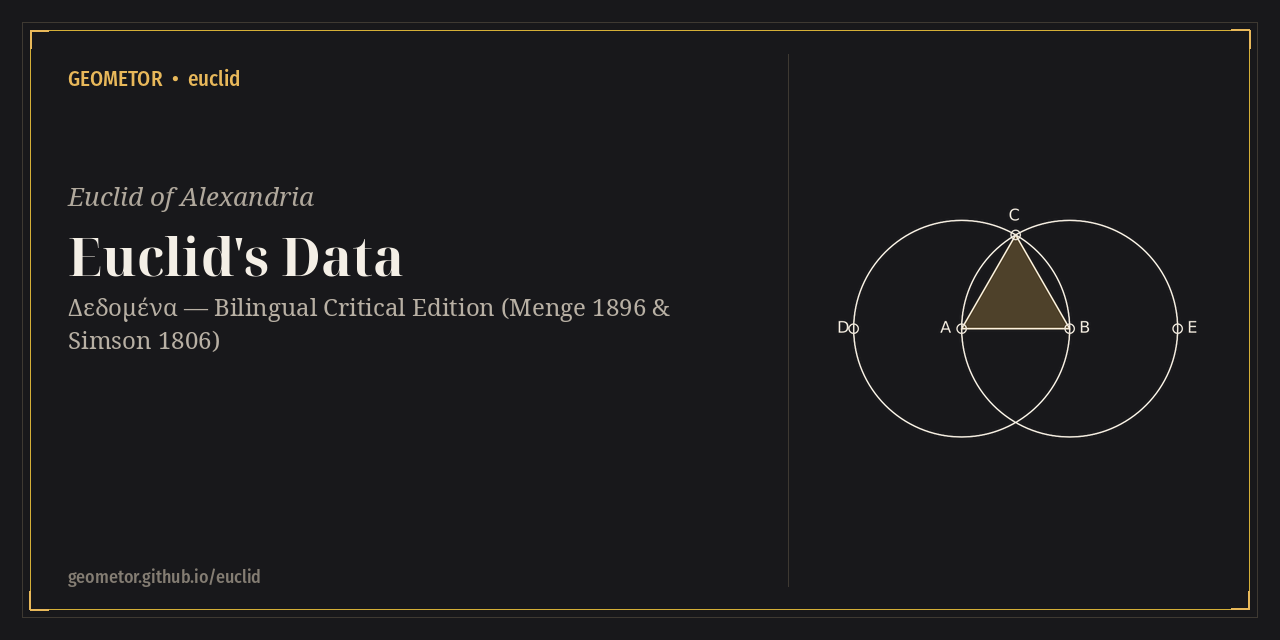 GEOMETOR • euclid
Euclid of Alexandria
Euclid's Data
Δεδομένα — Bilingual Critical Edition (Menge 1896 &
Simson 1806)
C
D
A
B
E
geometor.github.io/euclid